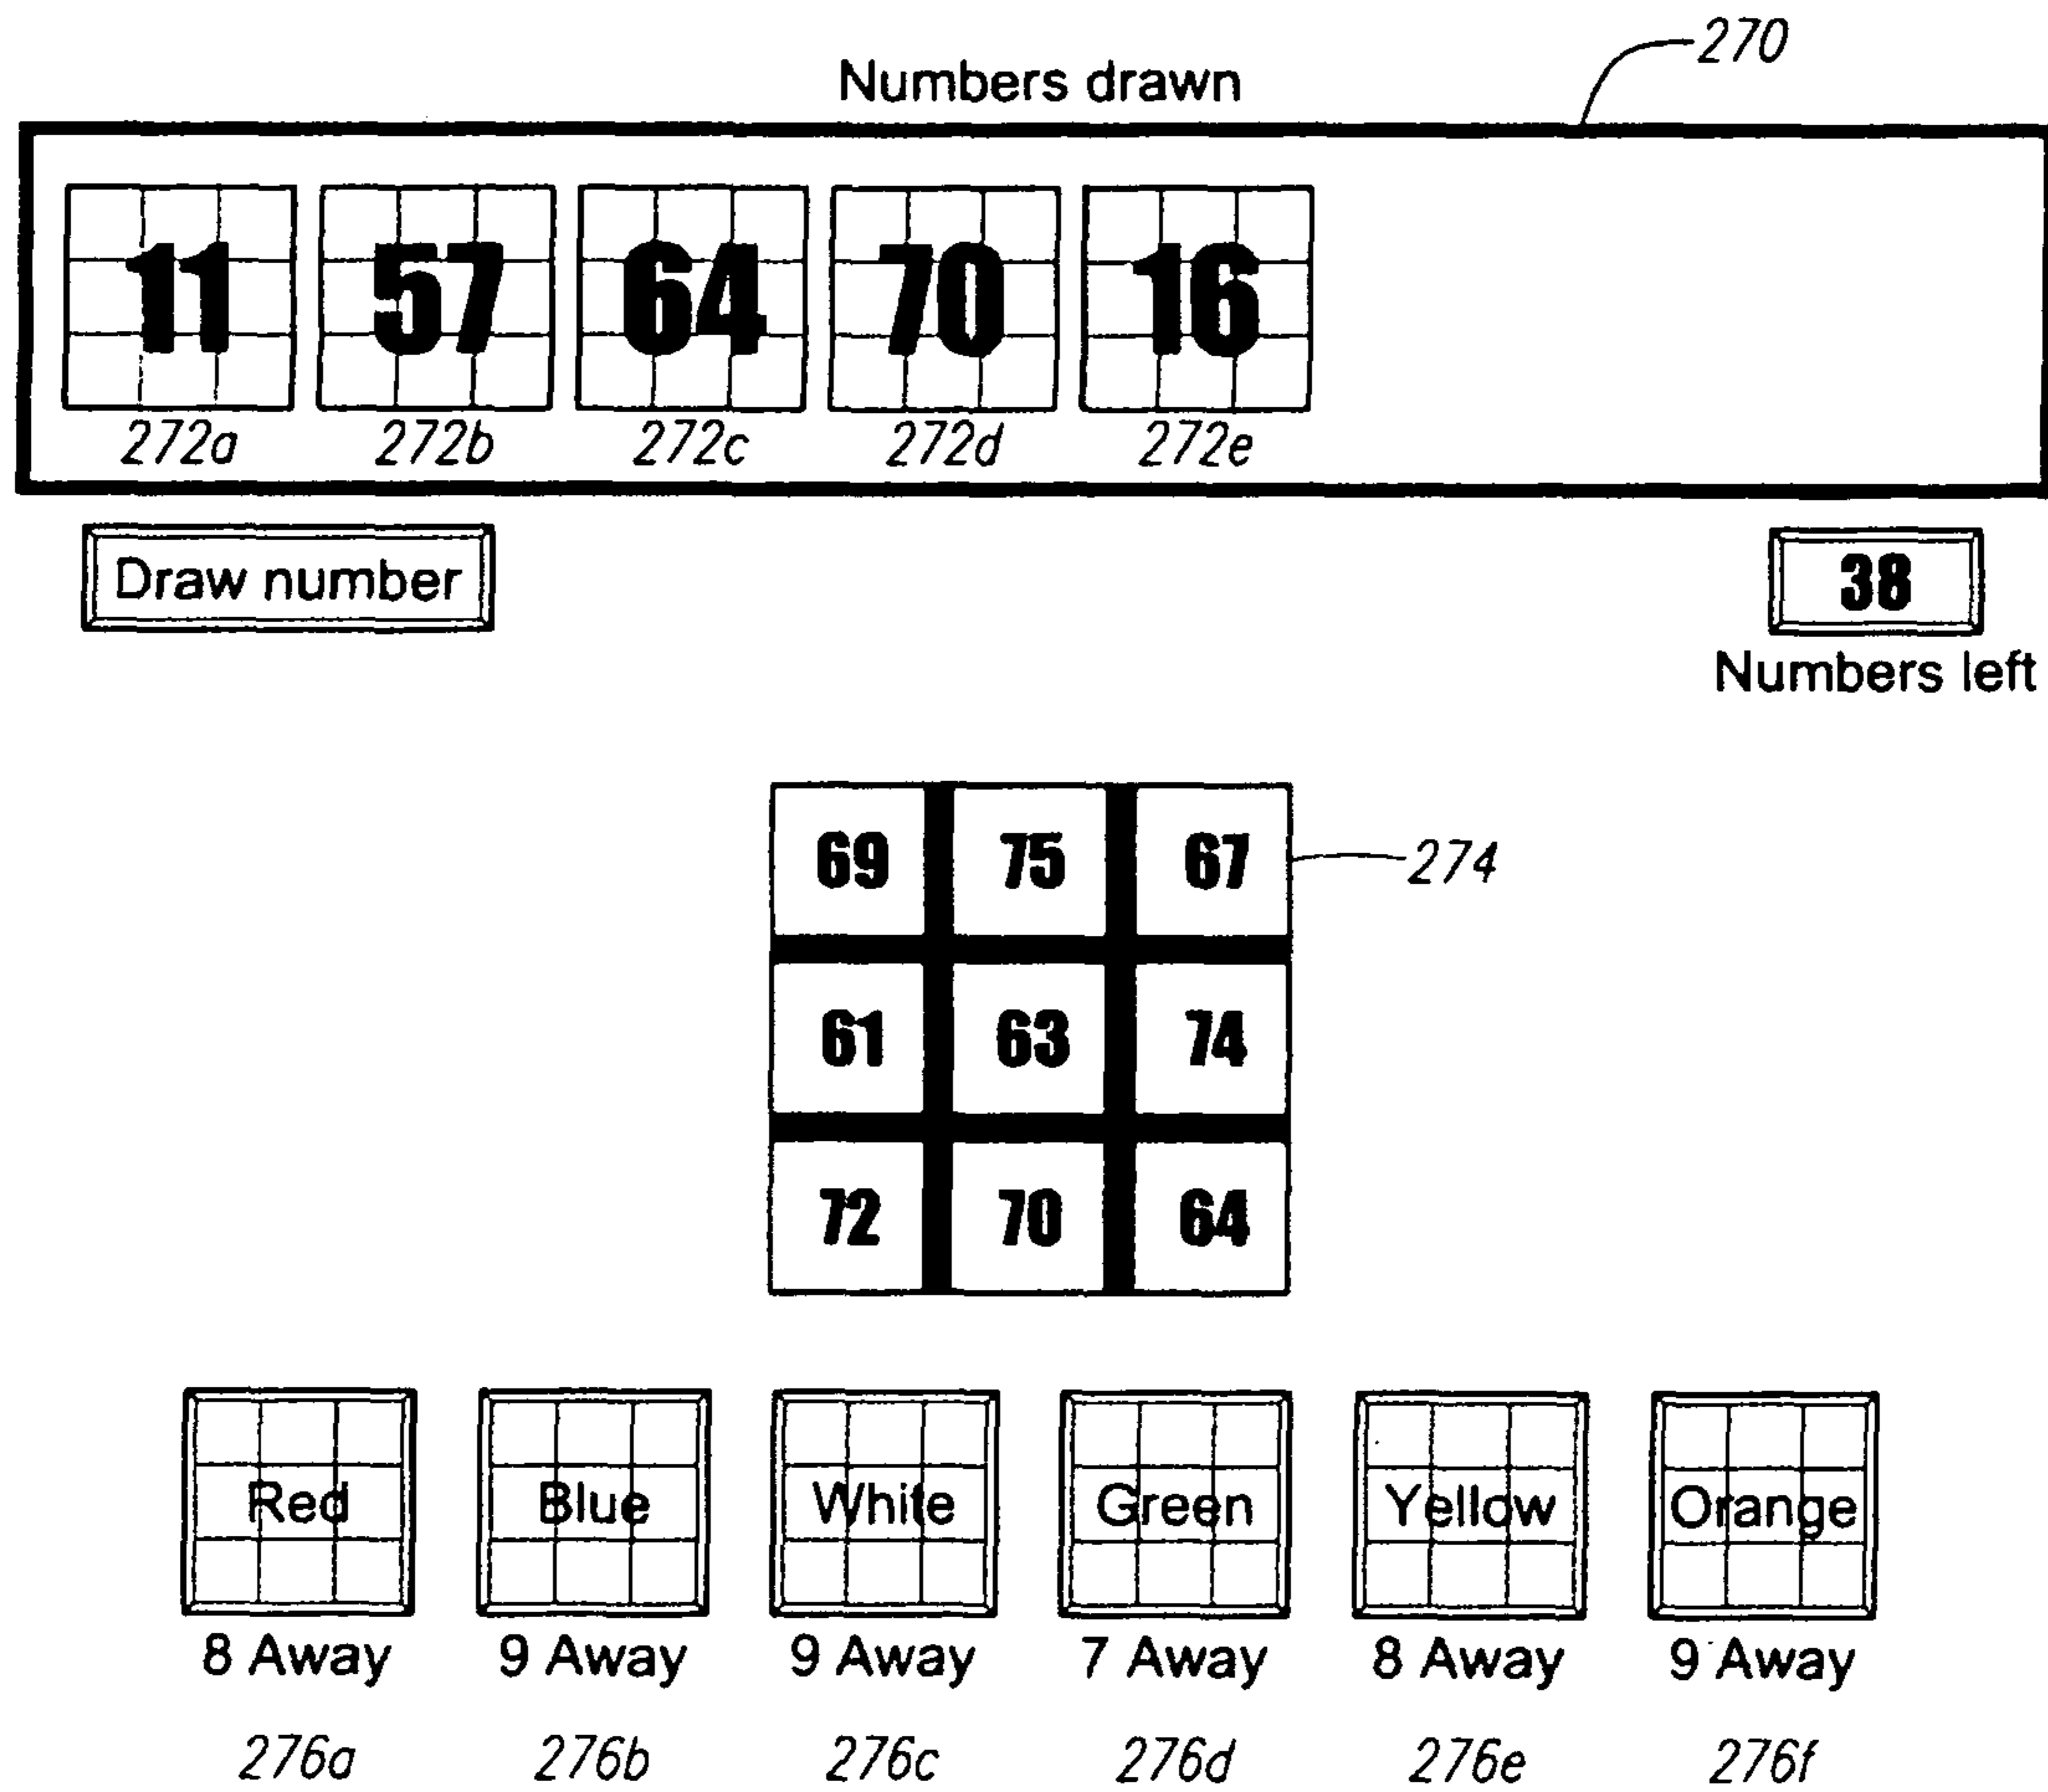 270
Numbers drawn
11 57 64 70 16
272a 272b 272c 272d 272e
Draw number
38
Numbers left
69 75 67
274
61 63 74
72 70 64
Red Blue White Green Yellow Orange
8 Away 9 Away 9 Away 7 Away 8 Away 9 Away
276a 276b 276c 276d 276e 276f